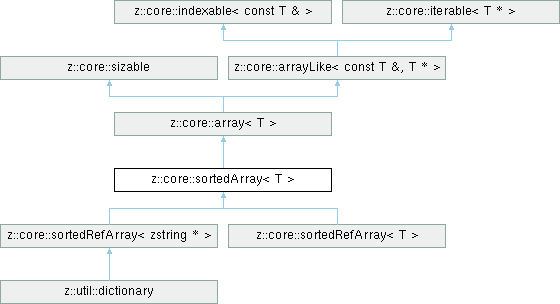 z::core::indexable< const T & >
z::core::iterable< T * >
z::core::sizable
z::core::arrayLike< const T &, T * >
z::core::array< T >
z::core::sortedArray< T >
z::core::sortedRefArray< zstring * >
z::core::sortedRefArray< T >
z::util::dictionary